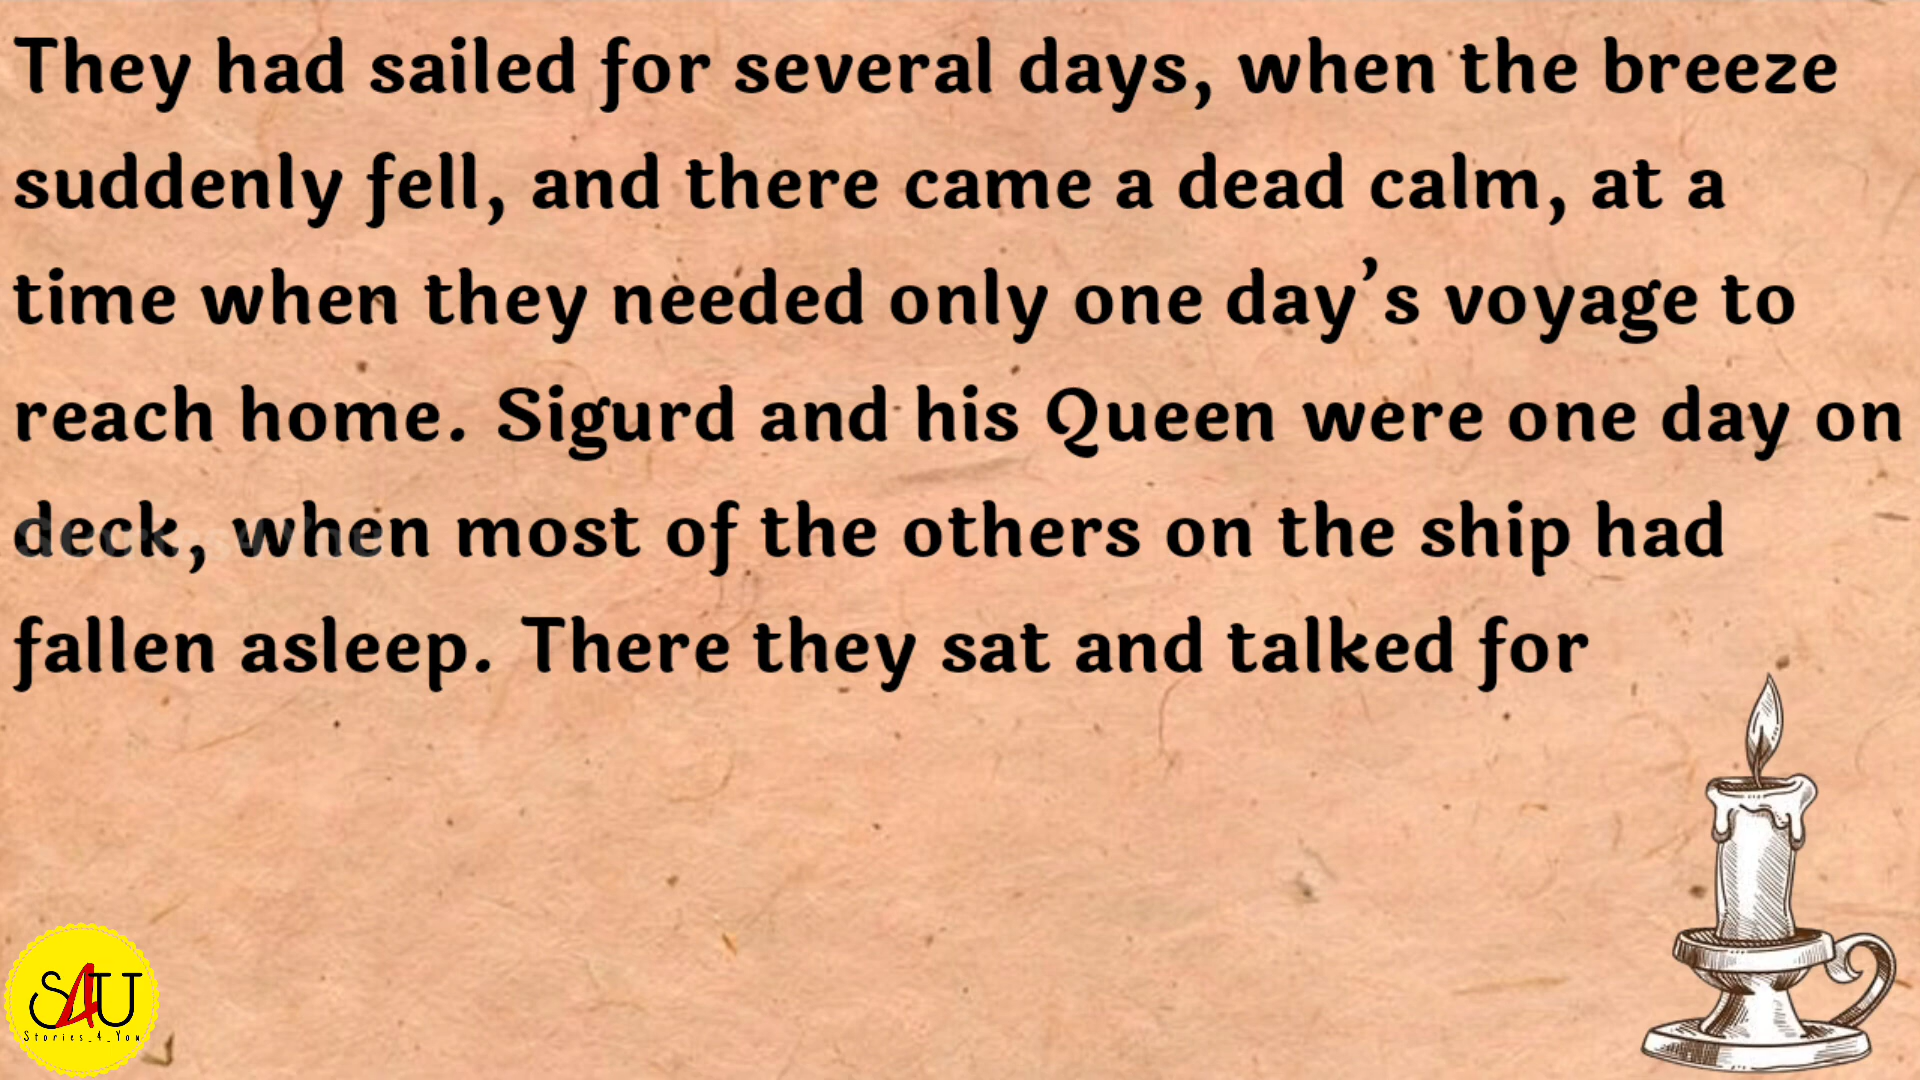 They had sailed for several days, when the breeze
suddenly fell, and there came a dead calm, at a
time when they needed only one day’s voyage to
reach home. Sigurd and his Queen were one day on
deck, when most of the others on the ship had
fallen asleep. There they sat and talked for
S4U
Stories_4_You